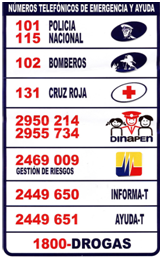 NÚMEROS TELEFÓNICOS DE EMERGENCIA Y AYUDA
101 POLICIA
115 NACIONAL
102 BOMBEROS
131 CRUZ ROJA
2950 214
2955 734
DINAPEN
2469 009
GESTIÓN DE RIESGOS
2449 650 INFORMA-T
2449 651 AYUDA-T
1800-DROGAS